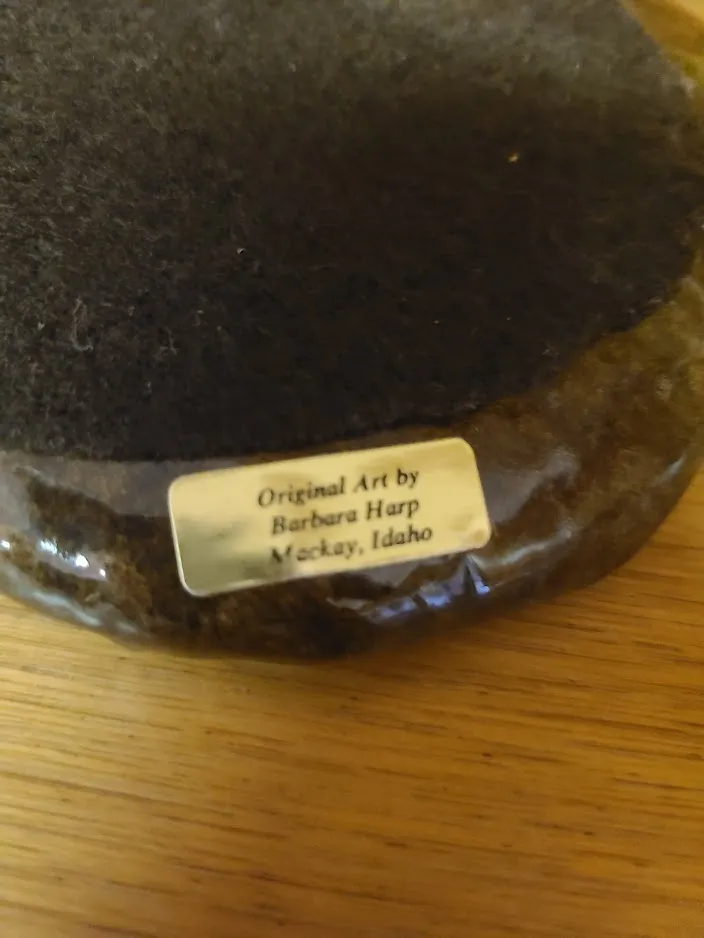 Original Art by
Barbara Harp
Mackay, Idaho